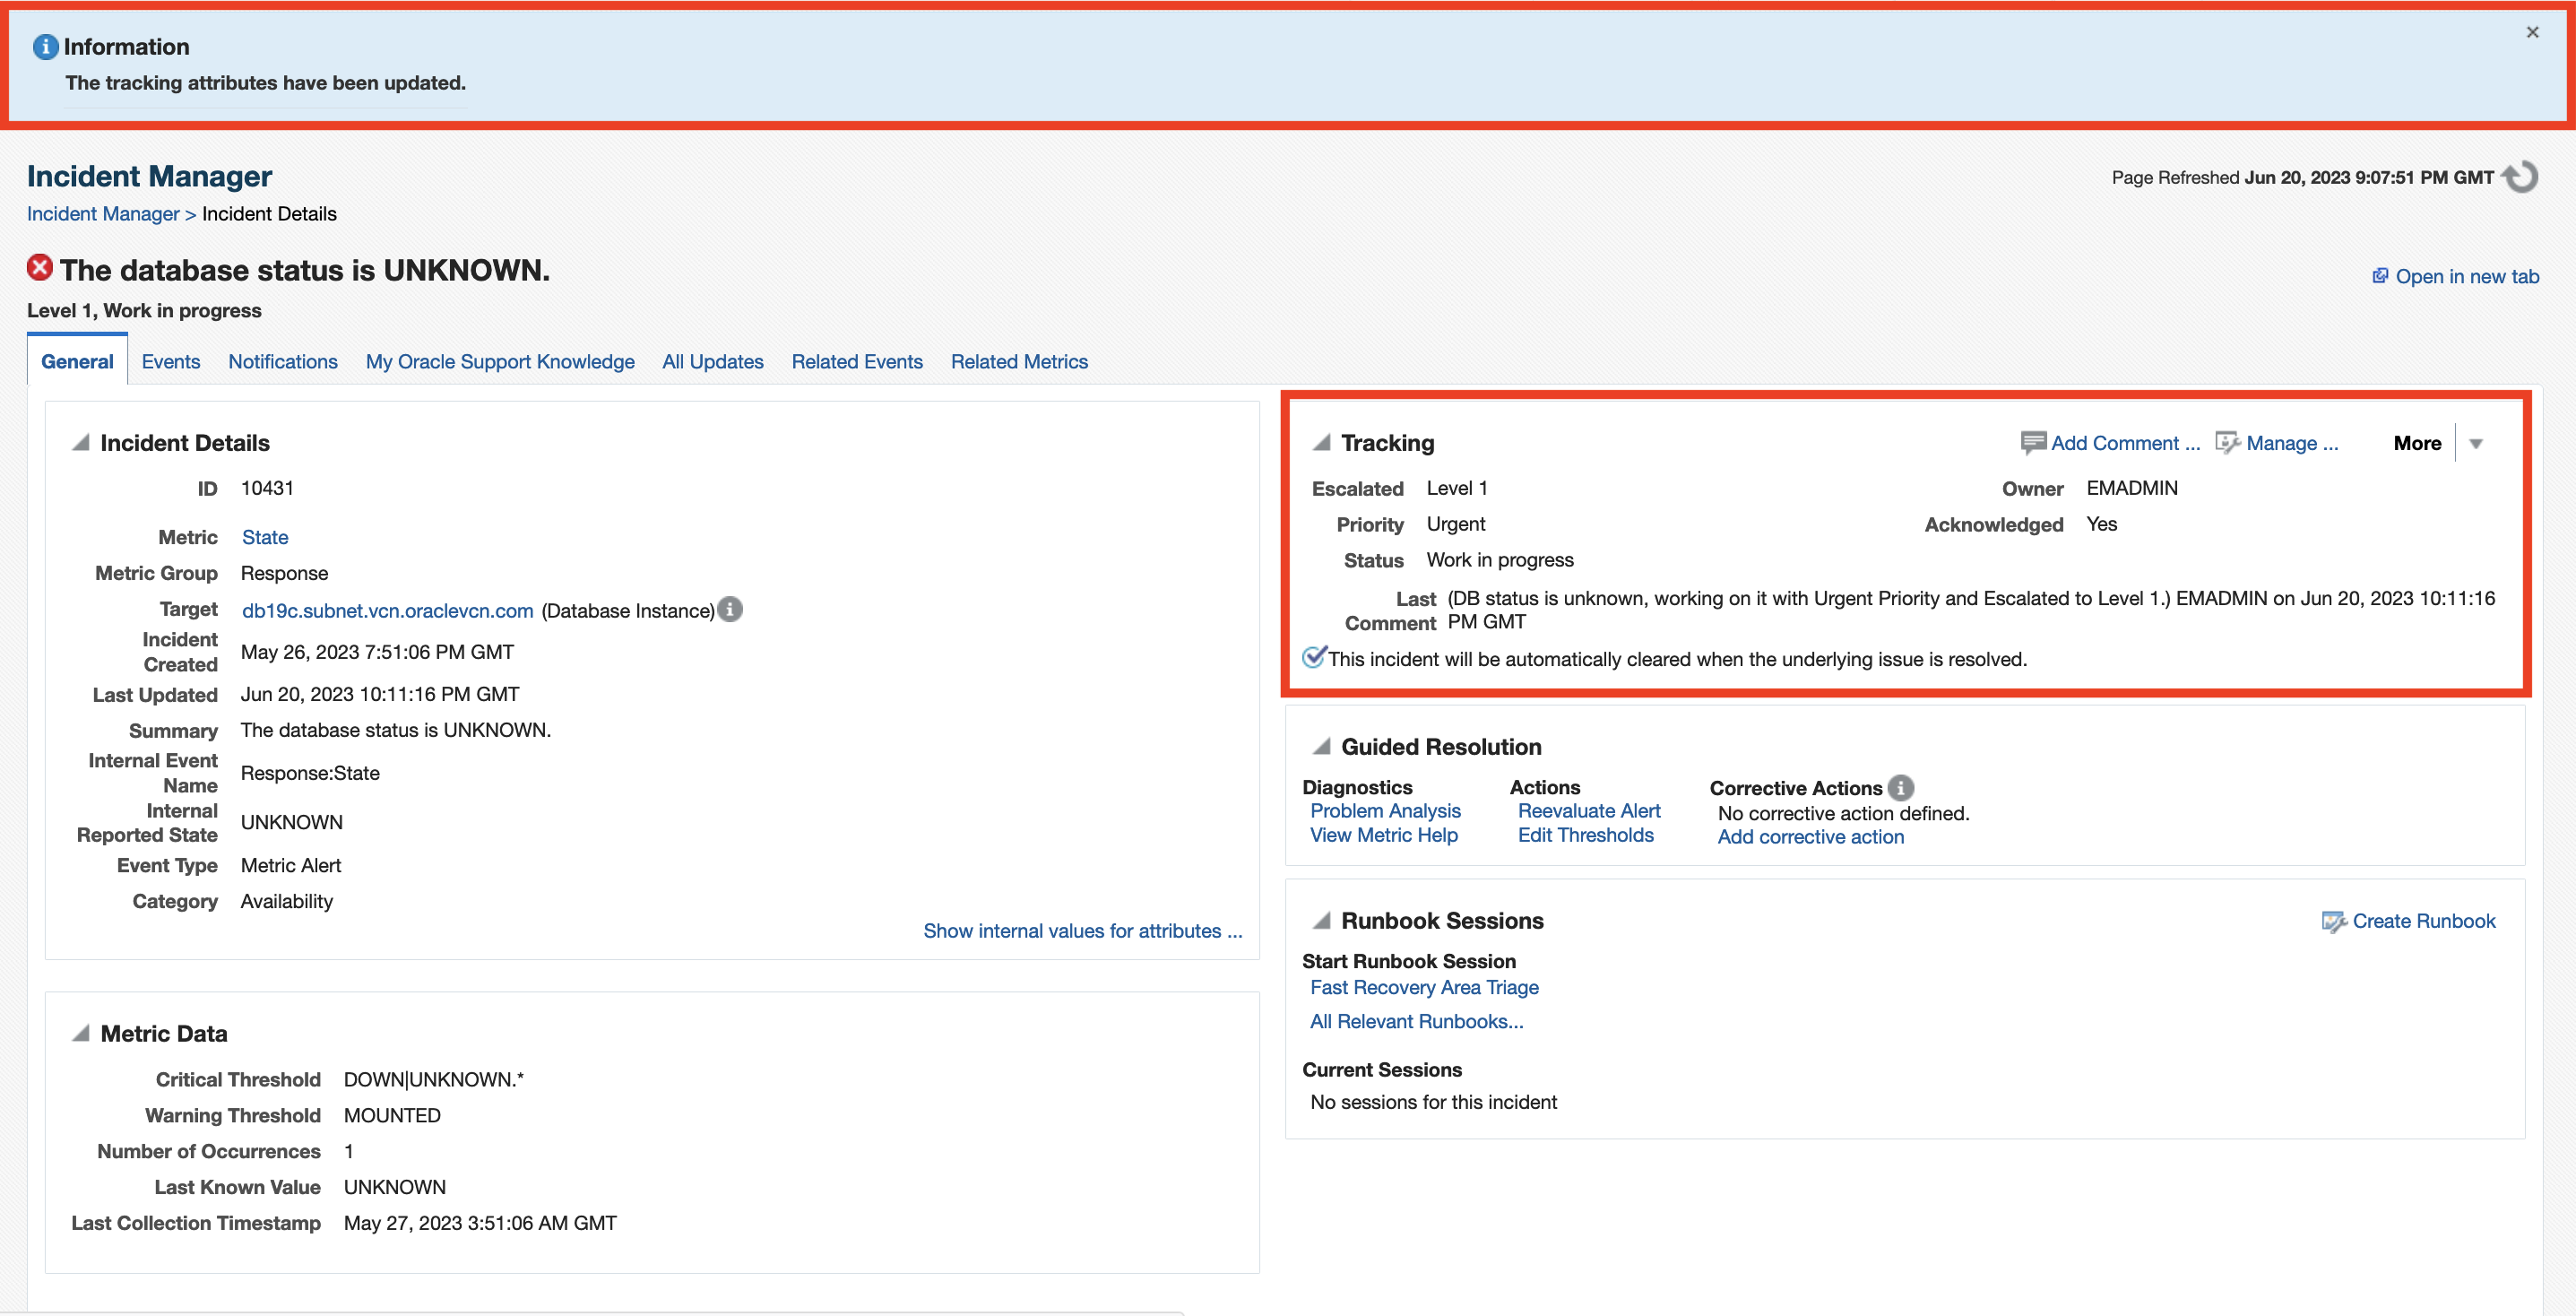 Information
The tracking attributes have been updated.
Incident Manager
Page Refreshed Jun 20, 2023 9:07:51 PM GMT
Incident Manager > Incident Details
The database status is UNKNOWN.
Open in new tab
Level 1, Work in progress
General Events Notifications My Oracle Support Knowledge All Updates Related Events Related Metrics
Incident Details
ID 10431
Metric State
Metric Group Response
Target db19c.subnet.vcn.oraclevcn.com (Database Instance)
Incident
Created May 26, 2023 7:51:06 PM GMT
Last Updated Jun 20, 2023 10:11:16 PM GMT
Summary The database status is UNKNOWN.
Internal Event
Name Response:State
Internal
Reported State UNKNOWN
Event Type Metric Alert
Category Availability
Show internal values for attributes ...
Metric Data
Critical Threshold DOWN|UNKNOWN.*
Warning Threshold MOUNTED
Number of Occurrences 1
Last Known Value UNKNOWN
Last Collection Timestamp May 27, 2023 3:51:06 AM GMT
Tracking
Add Comment ... Manage ... More
Escalated Level 1 Owner EMADMIN
Priority Urgent Acknowledged Yes
Status Work in progress
Last (DB status is unknown, working on it with Urgent Priority and Escalated to Level 1.) EMADMIN on Jun 20, 2023 10:11:16
Comment PM GMT
This incident will be automatically cleared when the underlying issue is resolved.
Guided Resolution
Diagnostics Actions Corrective Actions
Problem Analysis Reevaluate Alert No corrective action defined.
View Metric Help Edit Thresholds Add corrective action
Runbook Sessions
Create Runbook
Start Runbook Session
Fast Recovery Area Triage
All Relevant Runbooks...
Current Sessions
No sessions for this incident